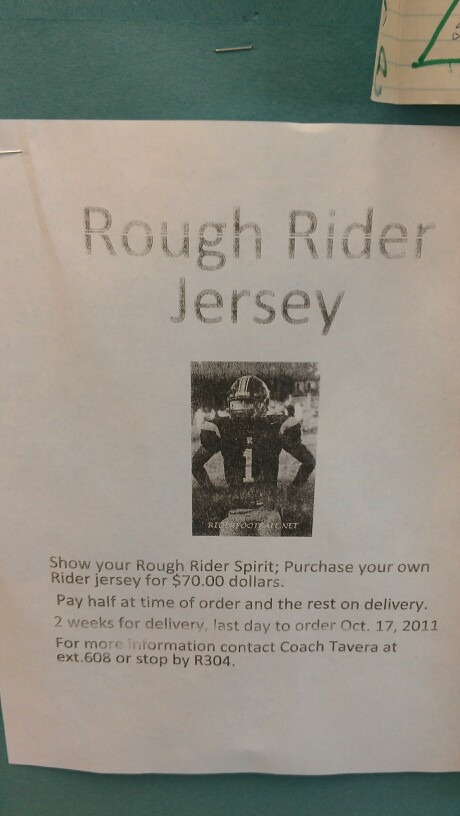 Rough Rider
Jersey
R
1
RIDERFOOTBALL.NET
Show your Rough Rider Spirit; Purchase your own
Rider jersey for $70.00 dollars.
Pay half at time of order and the rest on delivery.
2 weeks for delivery, last day to order Oct. 17, 2011
For more information contact Coach Tavera at
ext.608 or stop by R304.